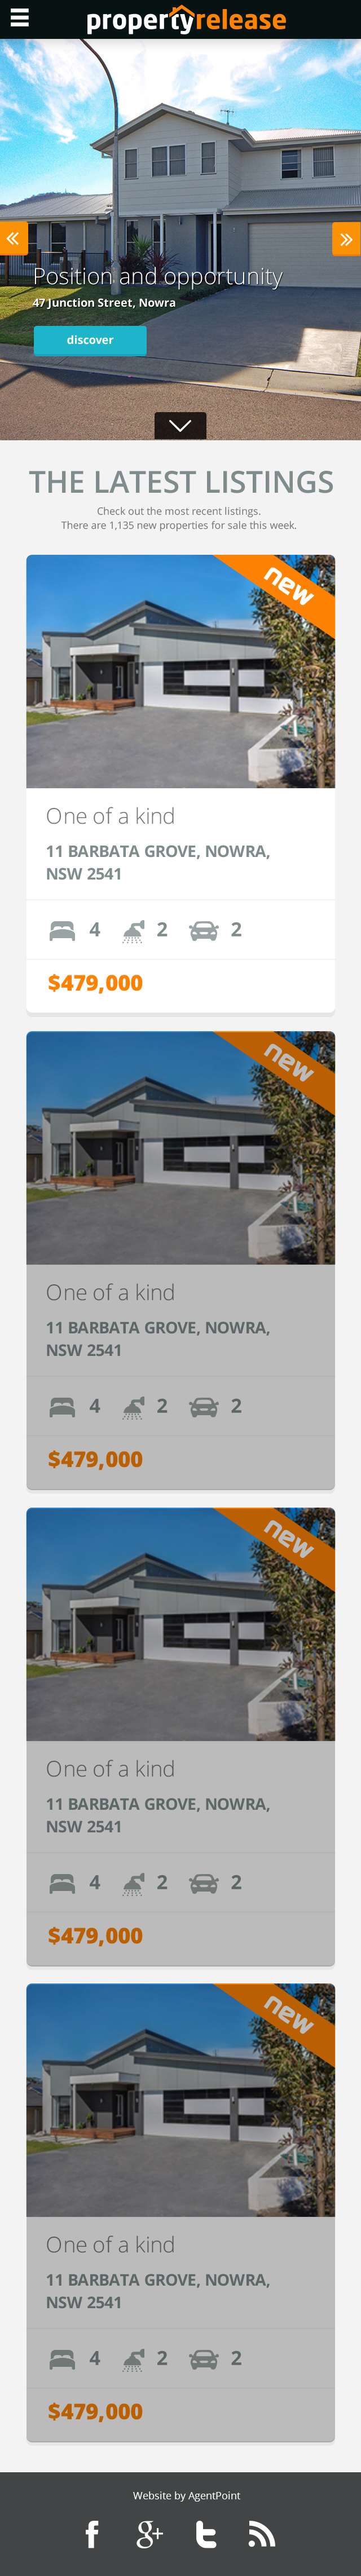 propertyrelease
Position and opportunity
47 Junction Street, Nowra
discover
THE LATEST LISTINGS
Check out the most recent listings.
There are 1,135 new properties for sale this week.
new
One of a kind
11 BARBATA GROVE, NOWRA,
NSW 2541
4 2 2
$479,000
new
One of a kind
11 BARBATA GROVE, NOWRA,
NSW 2541
4 2 2
$479,000
new
One of a kind
11 BARBATA GROVE, NOWRA,
NSW 2541
4 2 2
$479,000
new
One of a kind
11 BARBATA GROVE, NOWRA,
NSW 2541
4 2 2
$479,000
Website by AgentPoint
f g+ t